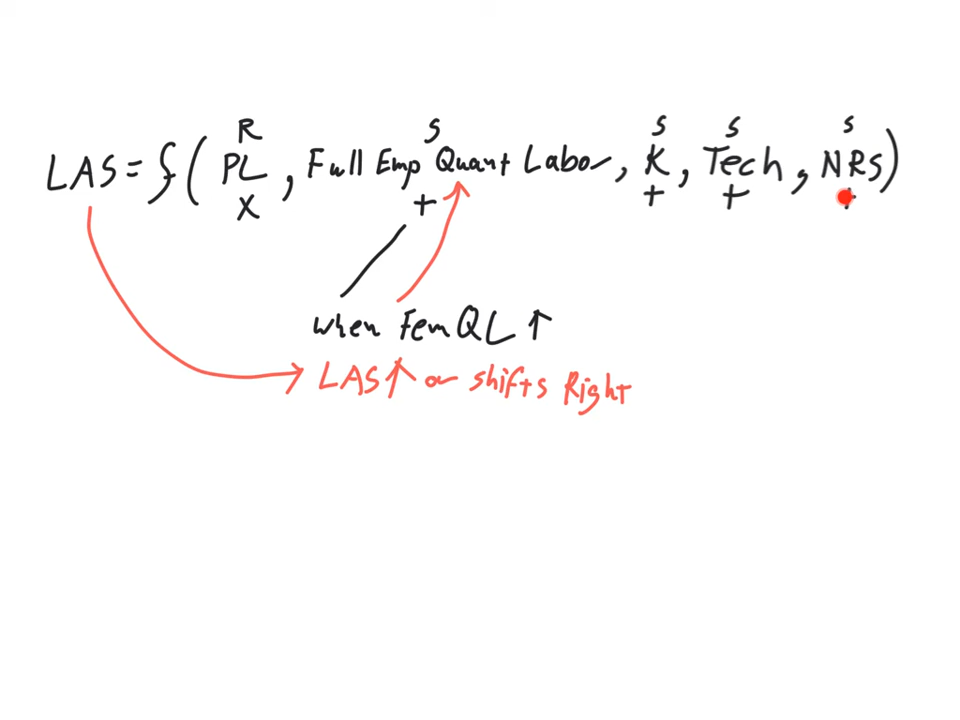 R S S S S
LAS = f ( PL , Full Emp Quant Labor , K , Tech , NRS )
X + + + +
when FemQL ↑
LAS ↑ or shifts Right